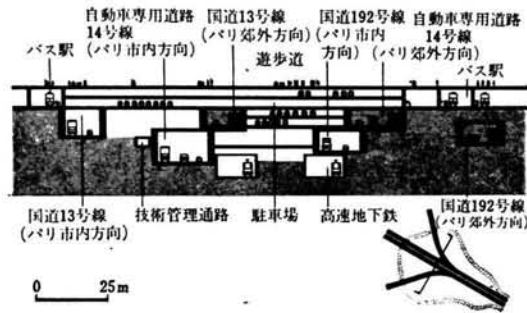 自動車専用道路
14号線
(パリ市内方向)
バス駅
国道13号線
(パリ郊外方向)
遊歩道
国道192号線
(パリ市内
方向)
自動車専用道路
14号線
(パリ郊外方向)
バス駅
国道13号線
(パリ市内方向)
技術管理通路
駐車場
高速地下鉄
国道192号線
(パリ郊外方向)
0
25m